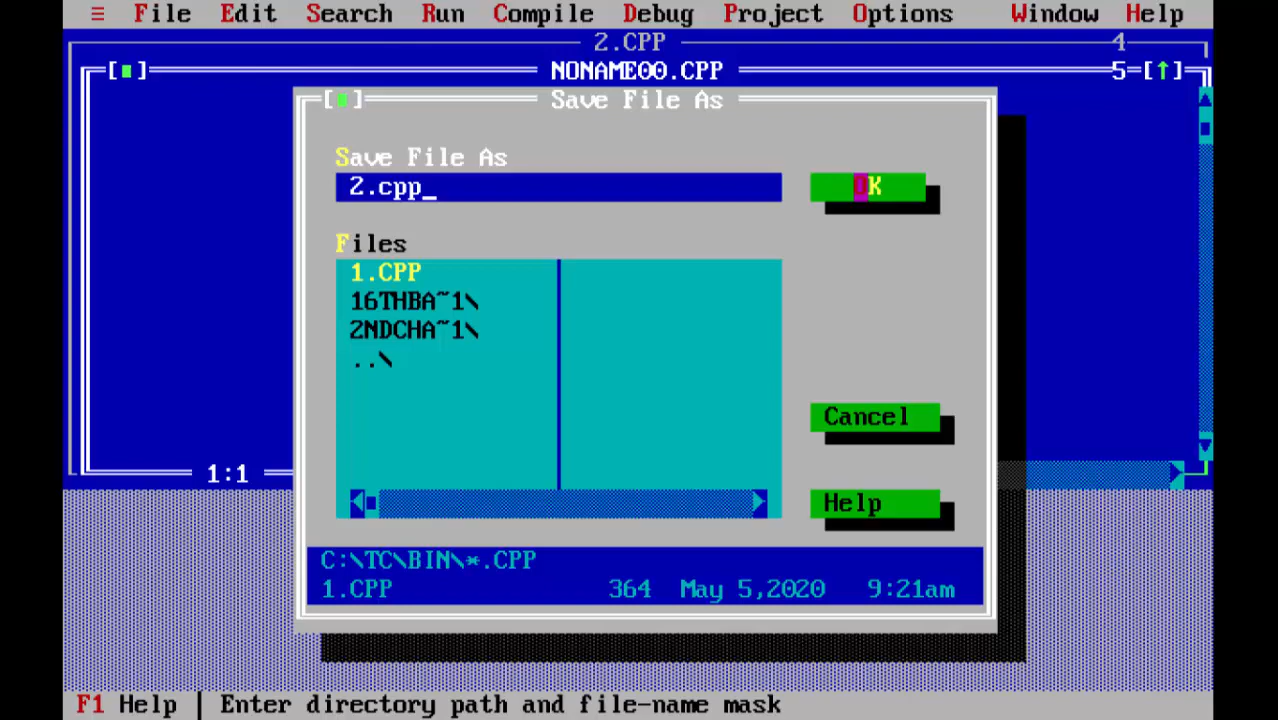 ≡ File Edit Search Run Compile Debug Project Options Window Help
2.CPP 4
[■] NONAME00.CPP 5=[↑]
[■] Save File As
Save File As
2.cpp_
OK
Files
1.CPP
16THBA~1\
2NDCHA~1\
..\
Cancel
1:1
Help
C:\TC\BIN\*.CPP
1.CPP 364 May 5,2020 9:21am
F1 Help | Enter directory path and file-name mask